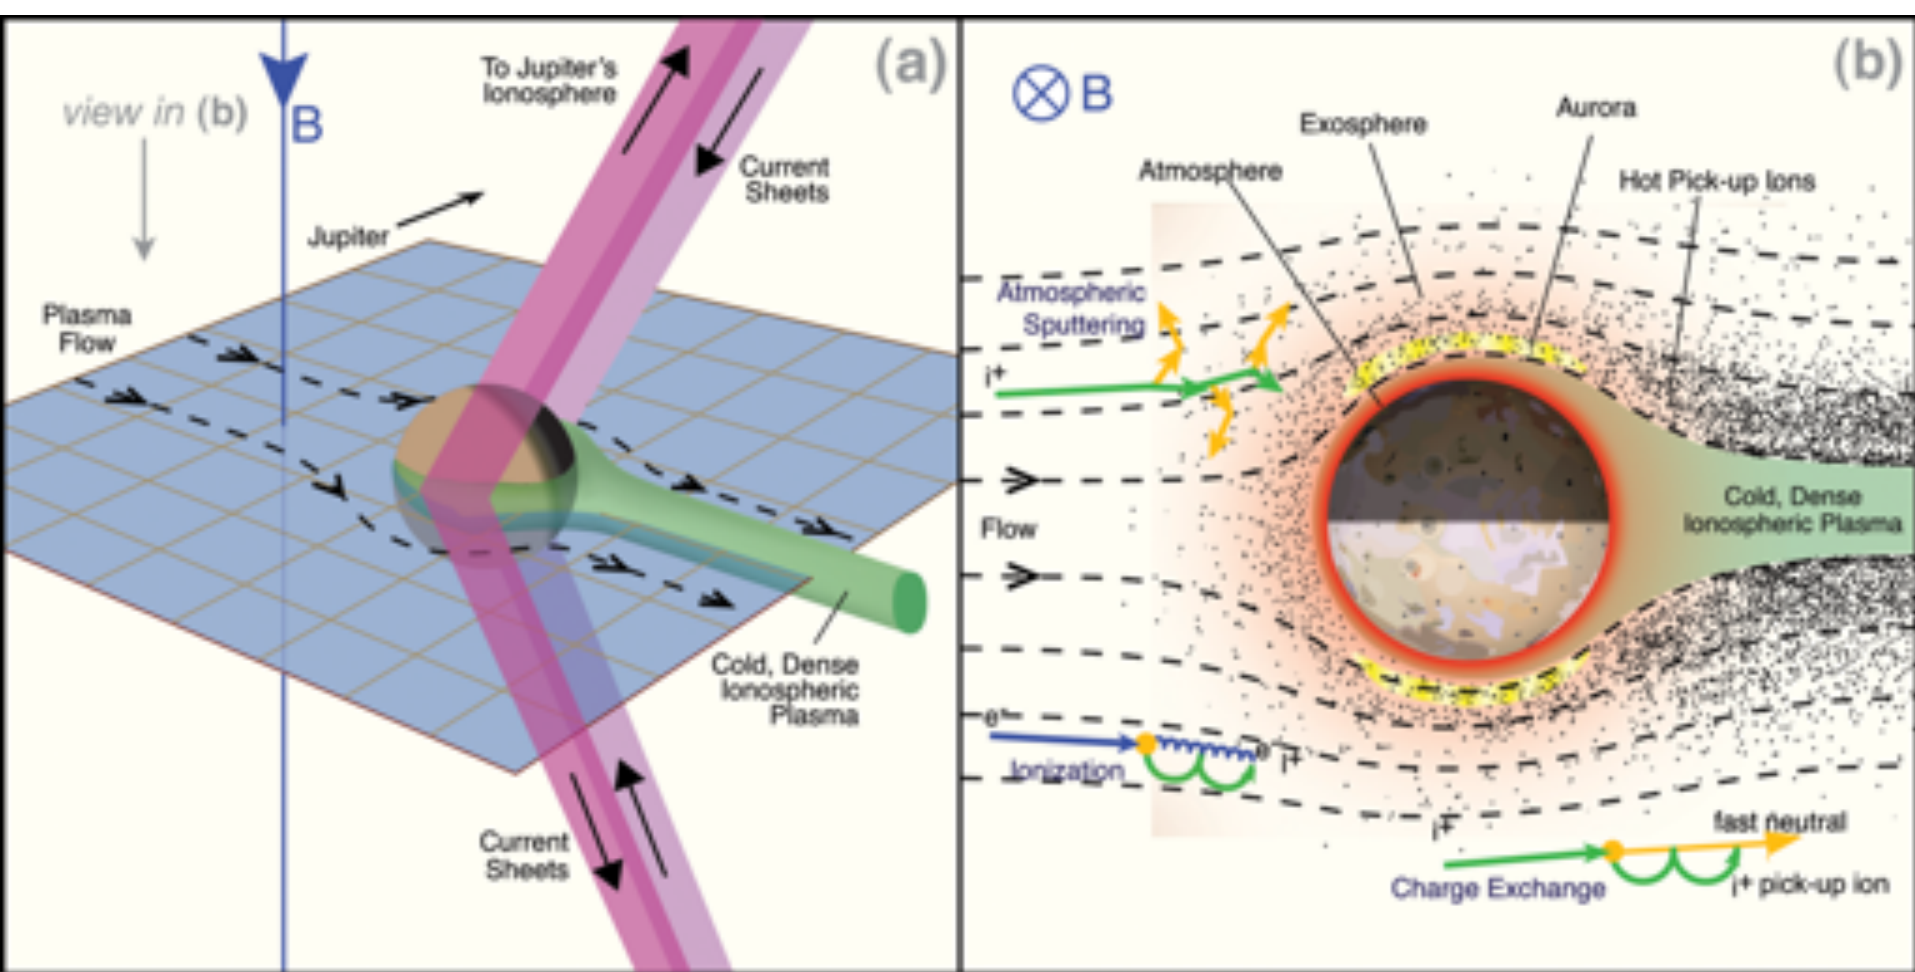 (a)
To Jupiter's
Ionosphere
view in (b)
B
Current
Sheets
Jupiter
Plasma
Flow
Cold, Dense
Ionospheric
Plasma
Current
Sheets
(b)
B
Aurora
Exosphere
Atmosphere
Hot Pick-up Ions
Atmospheric
Sputtering
i+
Cold, Dense
Ionospheric Plasma
Flow
e-
e-
i+
Ionization
i+
fast neutral
Charge Exchange
i+ pick-up ion